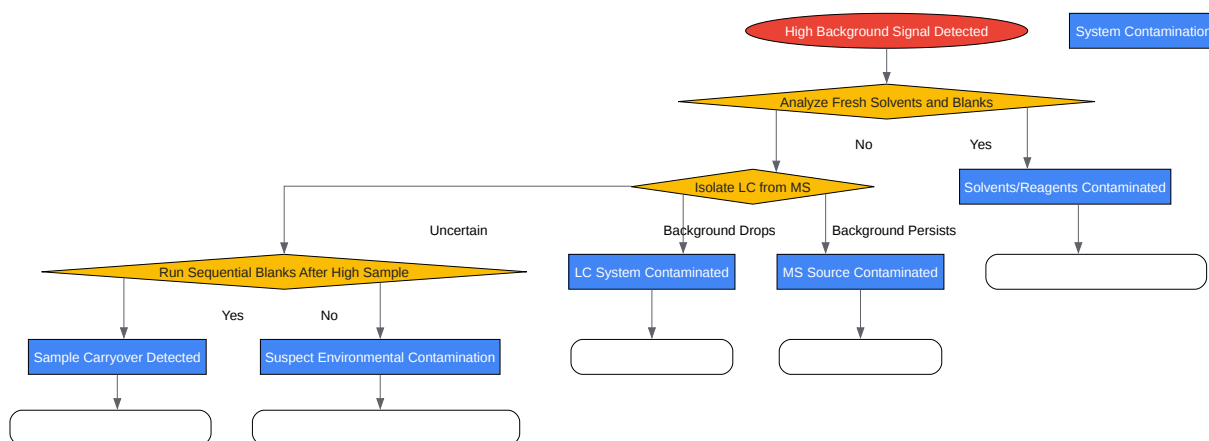 High Background Signal Detected
System Contamination
Analyze Fresh Solvents and Blanks
No
Yes
Isolate LC from MS
Solvents/Reagents Contaminated
Uncertain
Background Drops
Background Persists
Run Sequential Blanks After High Sample
LC System Contaminated
MS Source Contaminated
Yes
No
Sample Carryover Detected
Suspect Environmental Contamination